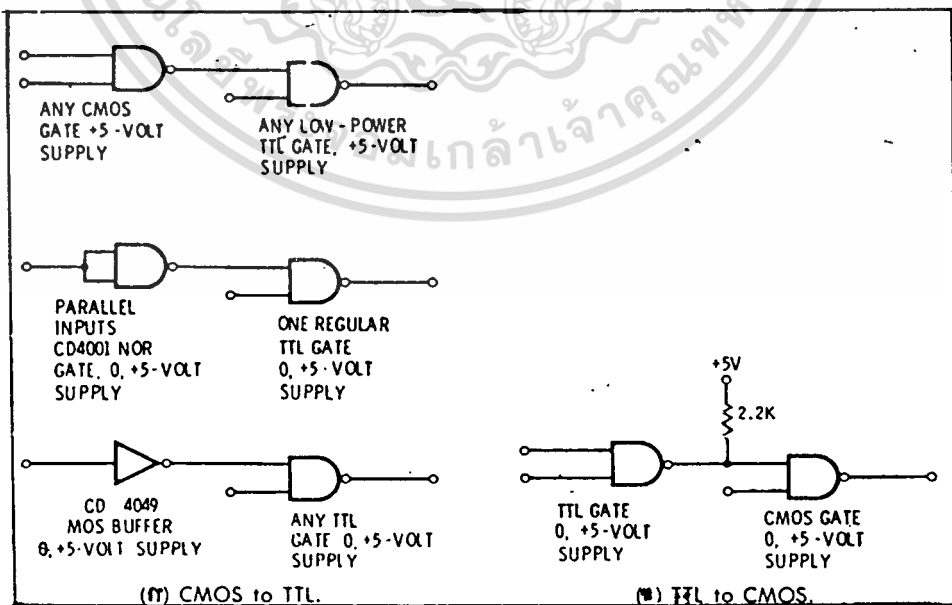 ANY CMOS
GATE +5-VOLT
SUPPLY
ANY LOW-POWER
TTL GATE, +5-VOLT
SUPPLY
PARALLEL
INPUTS
CD4001 NOR
GATE, 0, +5-VOLT
SUPPLY
ONE REGULAR
TTL GATE
0, +5-VOLT
SUPPLY
CD 4049
MOS BUFFER
0, +5-VOLT SUPPLY
ANY TTL
GATE 0, +5-VOLT
SUPPLY
(ก) CMOS to TTL.
+5V
2.2K
TTL GATE
0, +5-VOLT
SUPPLY
CMOS GATE
0, +5-VOLT
SUPPLY
(ข) TTL to CMOS.